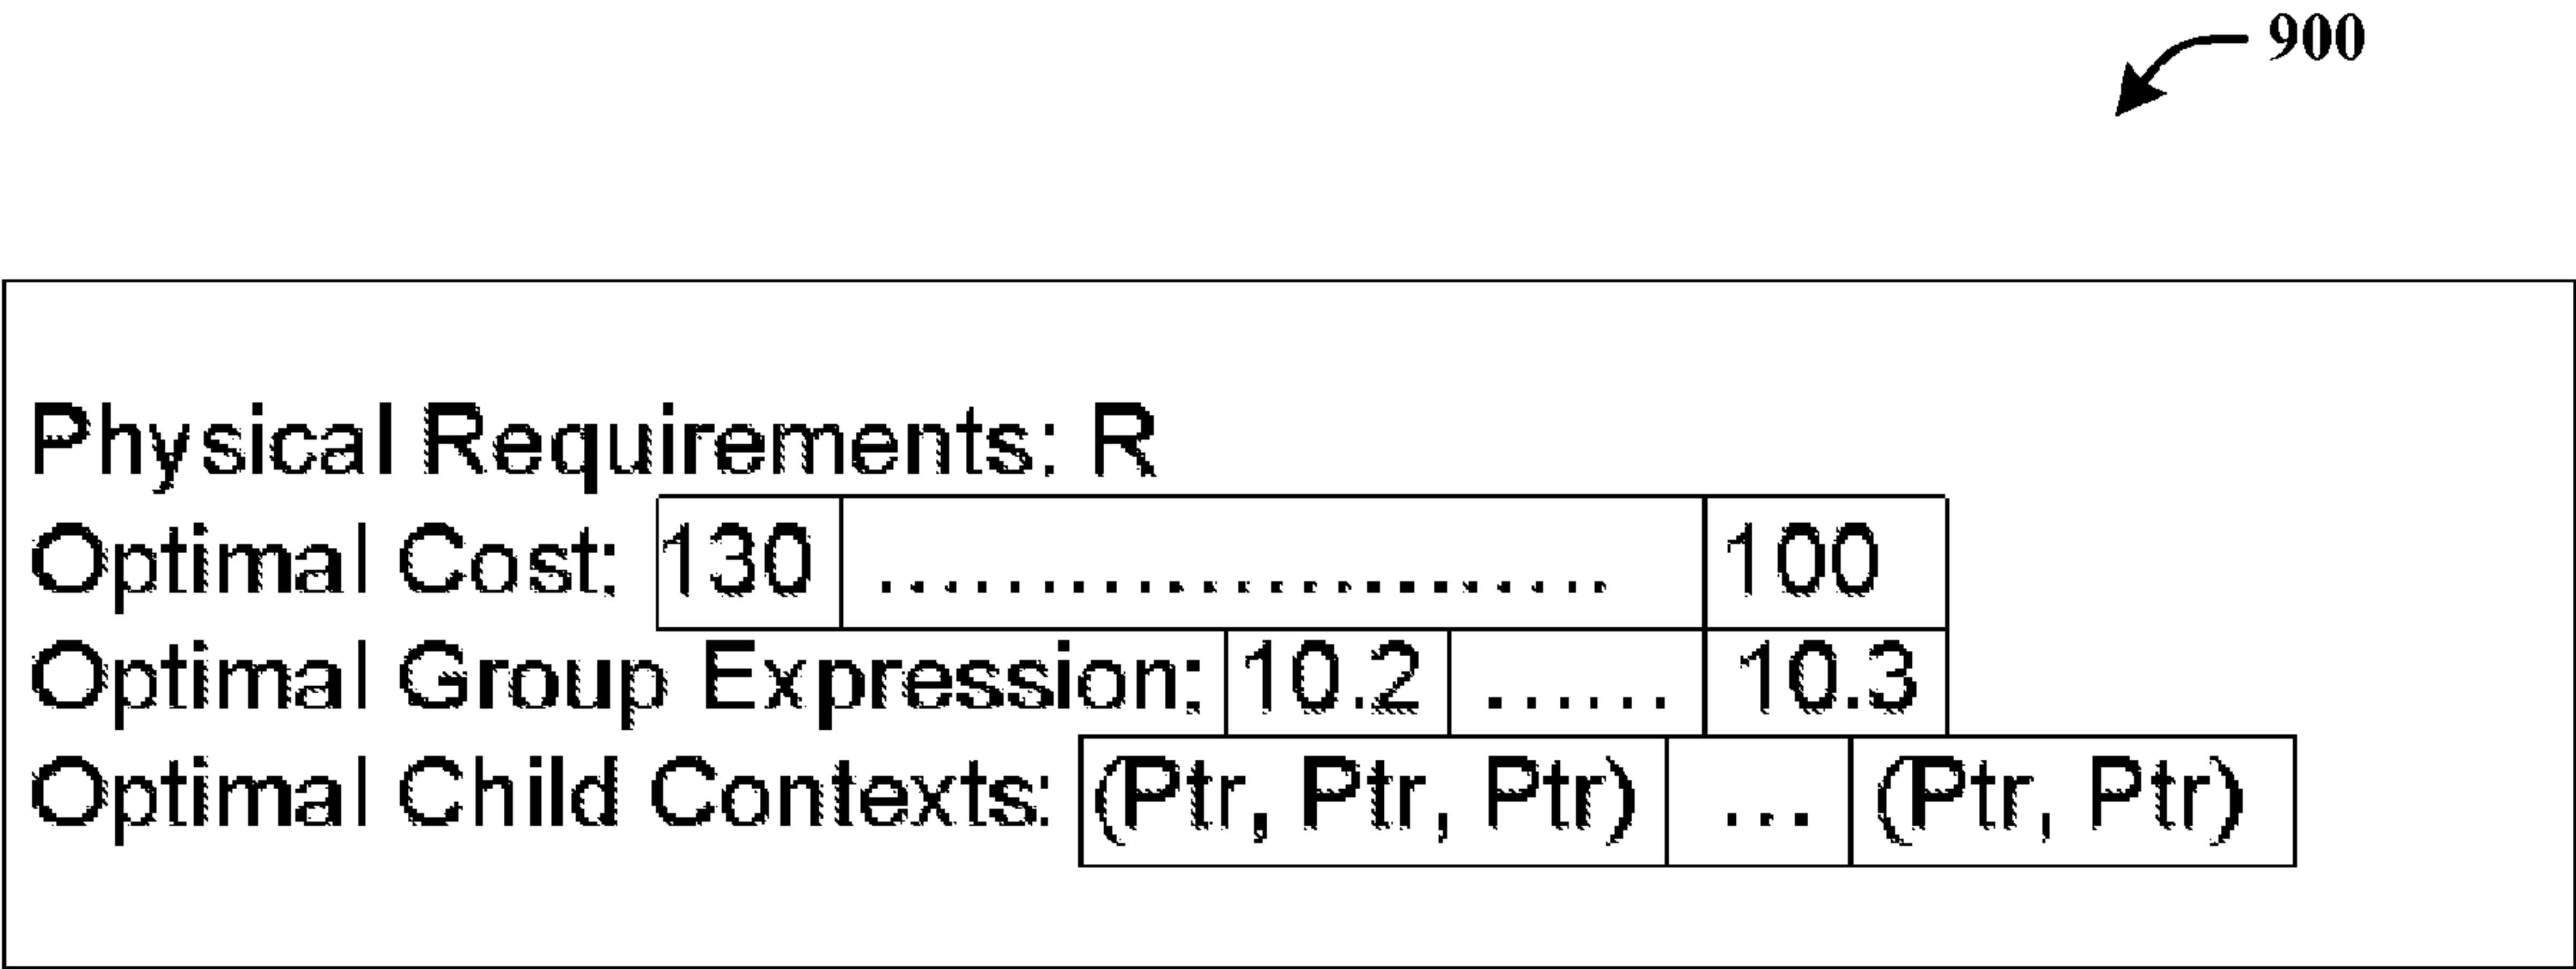 900
Physical Requirements: R
Optimal Cost: 130 ........................ 100
Optimal Group Expression: 10.2 ...... 10.3
Optimal Child Contexts: (Ptr, Ptr, Ptr) ... (Ptr, Ptr)